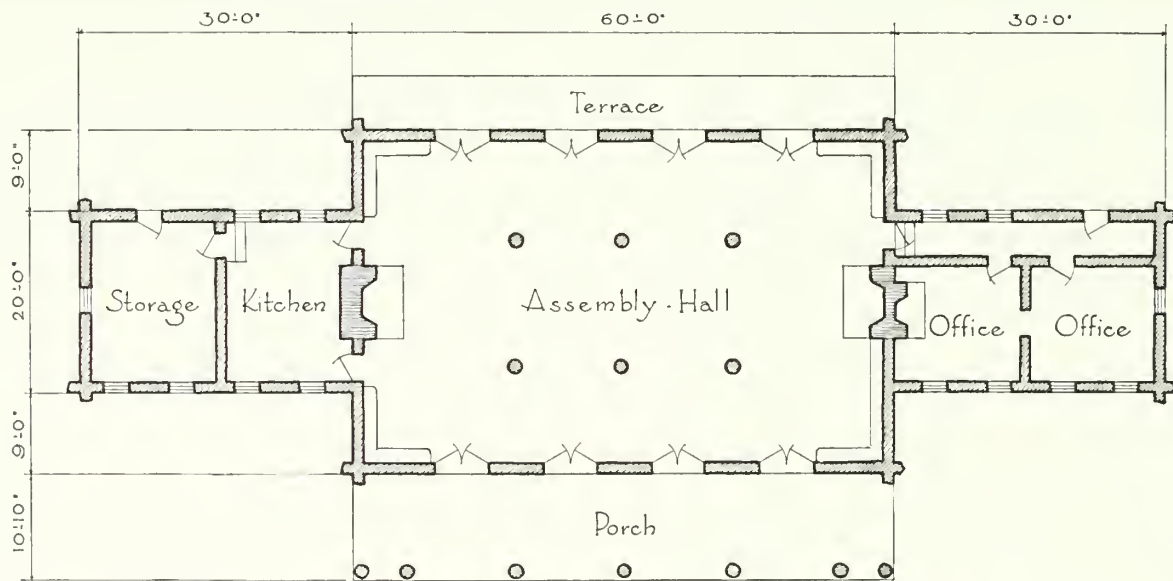 30'-0"
60'-0"
30'-0"
Terrace
9'-0"
20'-0"
Storage
Kitchen
Assembly-Hall
Office
Office
9'-0"
Porch
10'-10"